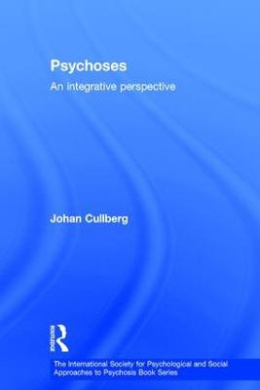 Psychoses
An integrative perspective
Johan Cullberg
ROUTLEDGE
The International Society for Psychological and Social
Approaches to Psychosis Book Series